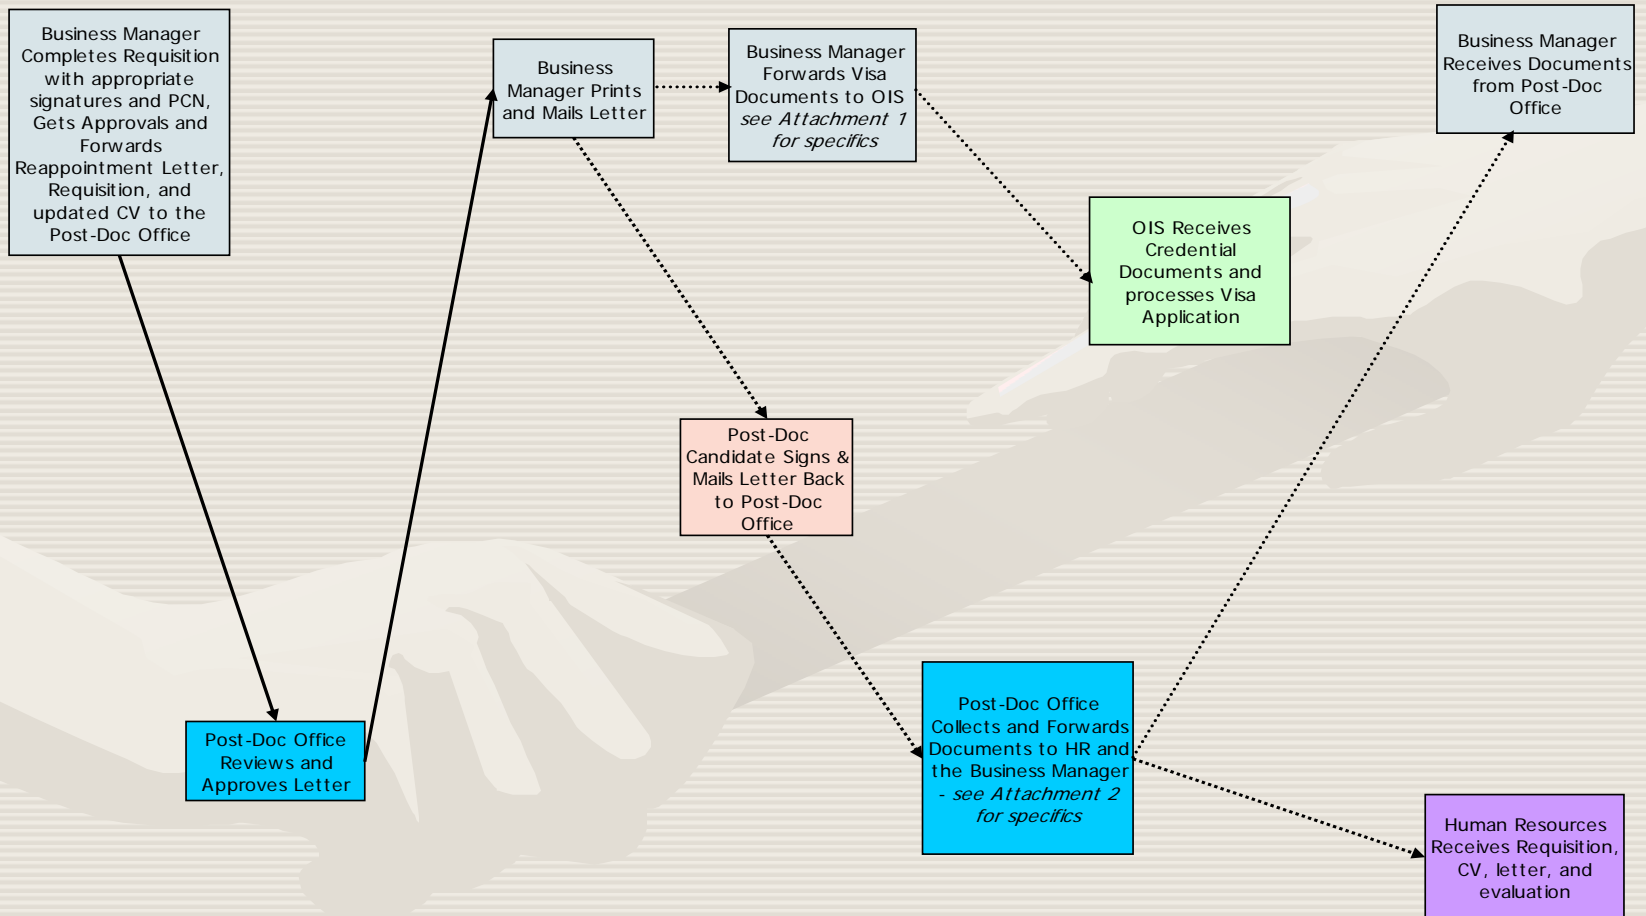 Business Manager
Completes Requisition
with appropriate
signatures and PCN,
Gets Approvals and
Forwards
Reappointment Letter,
Requisition, and
updated CV to the
Post-Doc Office
Business
Manager Prints
and Mails Letter
Business Manager
Forwards Visa
Documents to OIS
see Attachment 1
for specifics
Business Manager
Receives Documents
from Post-Doc
Office
OIS Receives
Credential
Documents and
processes Visa
Application
Post-Doc
Candidate Signs &
Mails Letter Back
to Post-Doc
Office
Post-Doc Office
Reviews and
Approves Letter
Post-Doc Office
Collects and Forwards
Documents to HR and
the Business Manager
- see Attachment 2
for specifics
Human Resources
Receives Requisition,
CV, letter, and
evaluation